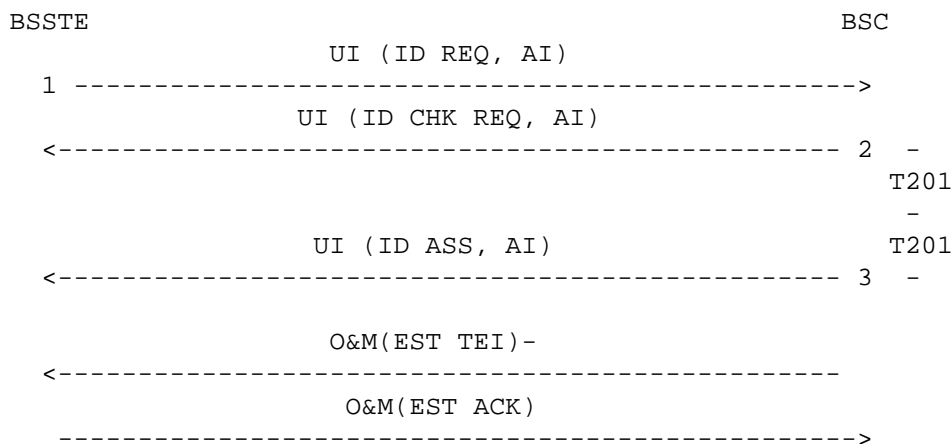 BSSTE BSC
UI (ID REQ, AI)
1 ------------------------------------------------->
UI (ID CHK REQ, AI)
<------------------------------------------------- 2 -
T201
-
UI (ID ASS, AI) T201
<------------------------------------------------- 3 -
O&M(EST TEI)-
<-------------------------------------------------
O&M(EST ACK)
-------------------------------------------------->